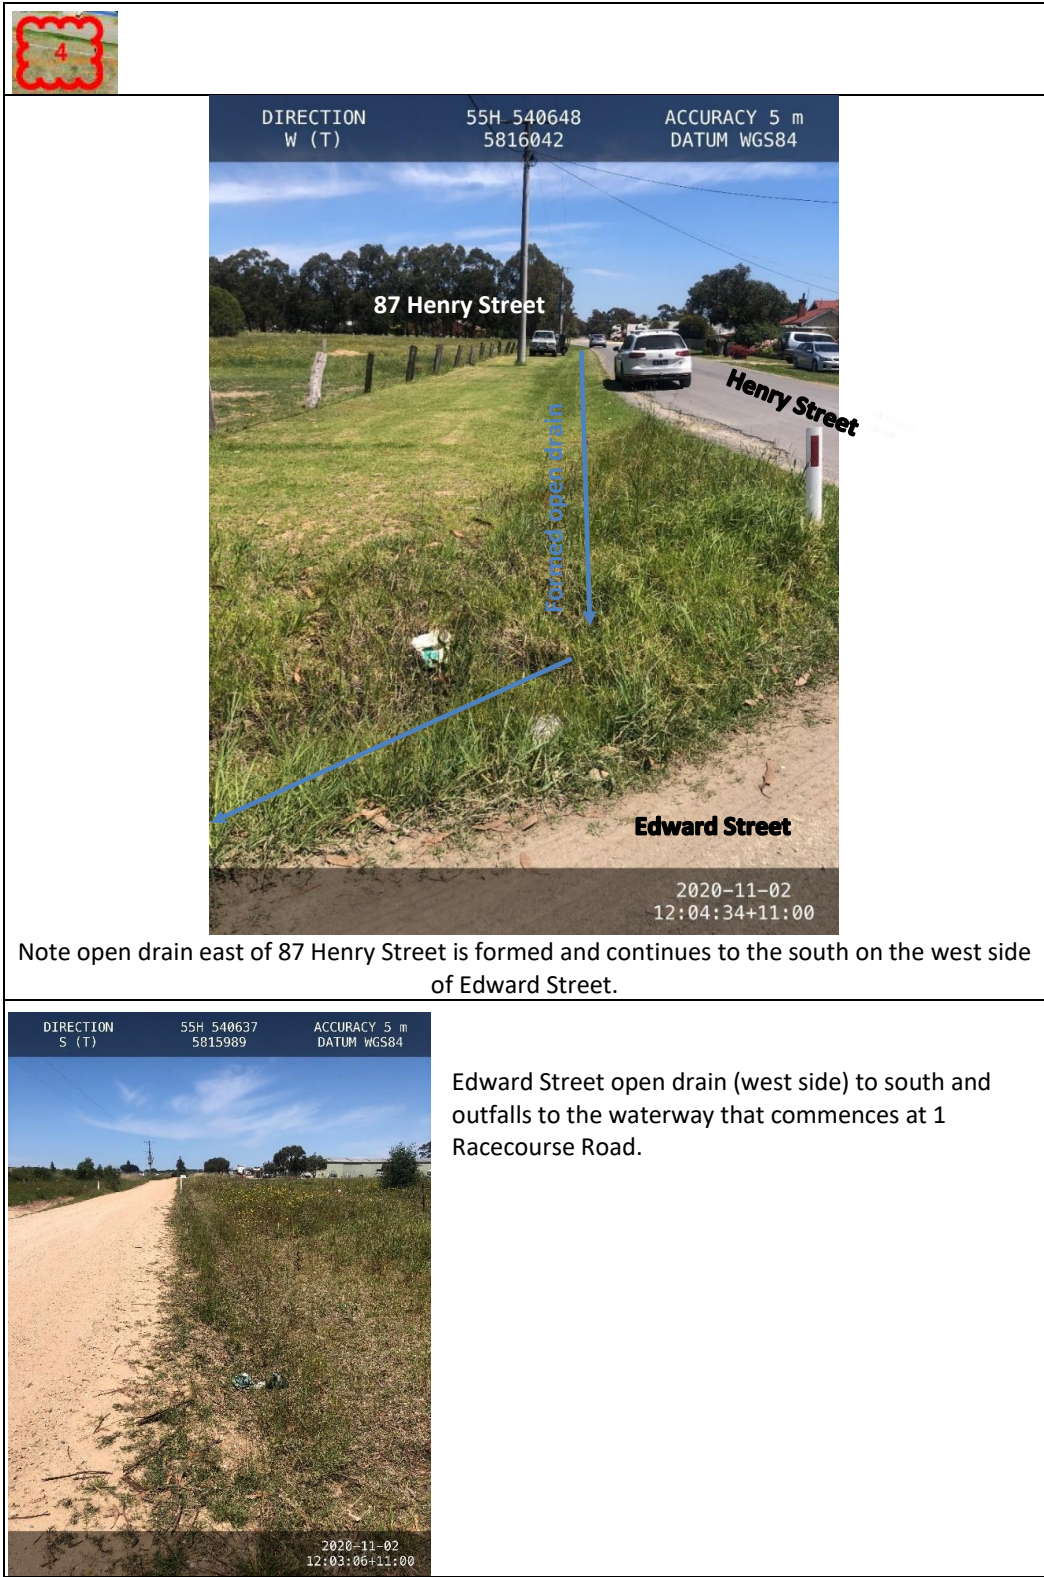 4
DIRECTION 55H 540648 ACCURACY 5 m
W (T) 5816042 DATUM WGS84
87 Henry Street
Henry Street
Formed open drain
Edward Street
2020-11-02
12:04:34+11:00
Note open drain east of 87 Henry Street is formed and continues to the south on the west side
of Edward Street.
DIRECTION 55H 540637 ACCURACY 5 m
S (T) 5815989 DATUM WGS84
Edward Street open drain (west side) to south and
outfalls to the waterway that commences at 1
Racecourse Road.
2020-11-02
12:03:06+11:00